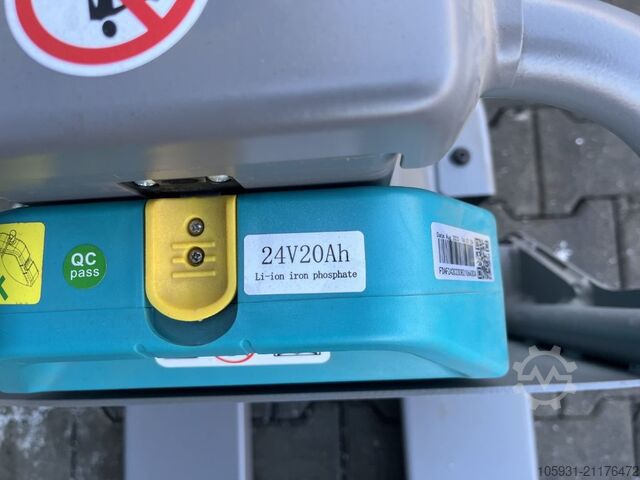 QC
pass
24V20Ah
Li-ion iron phosphate
105931-21176472